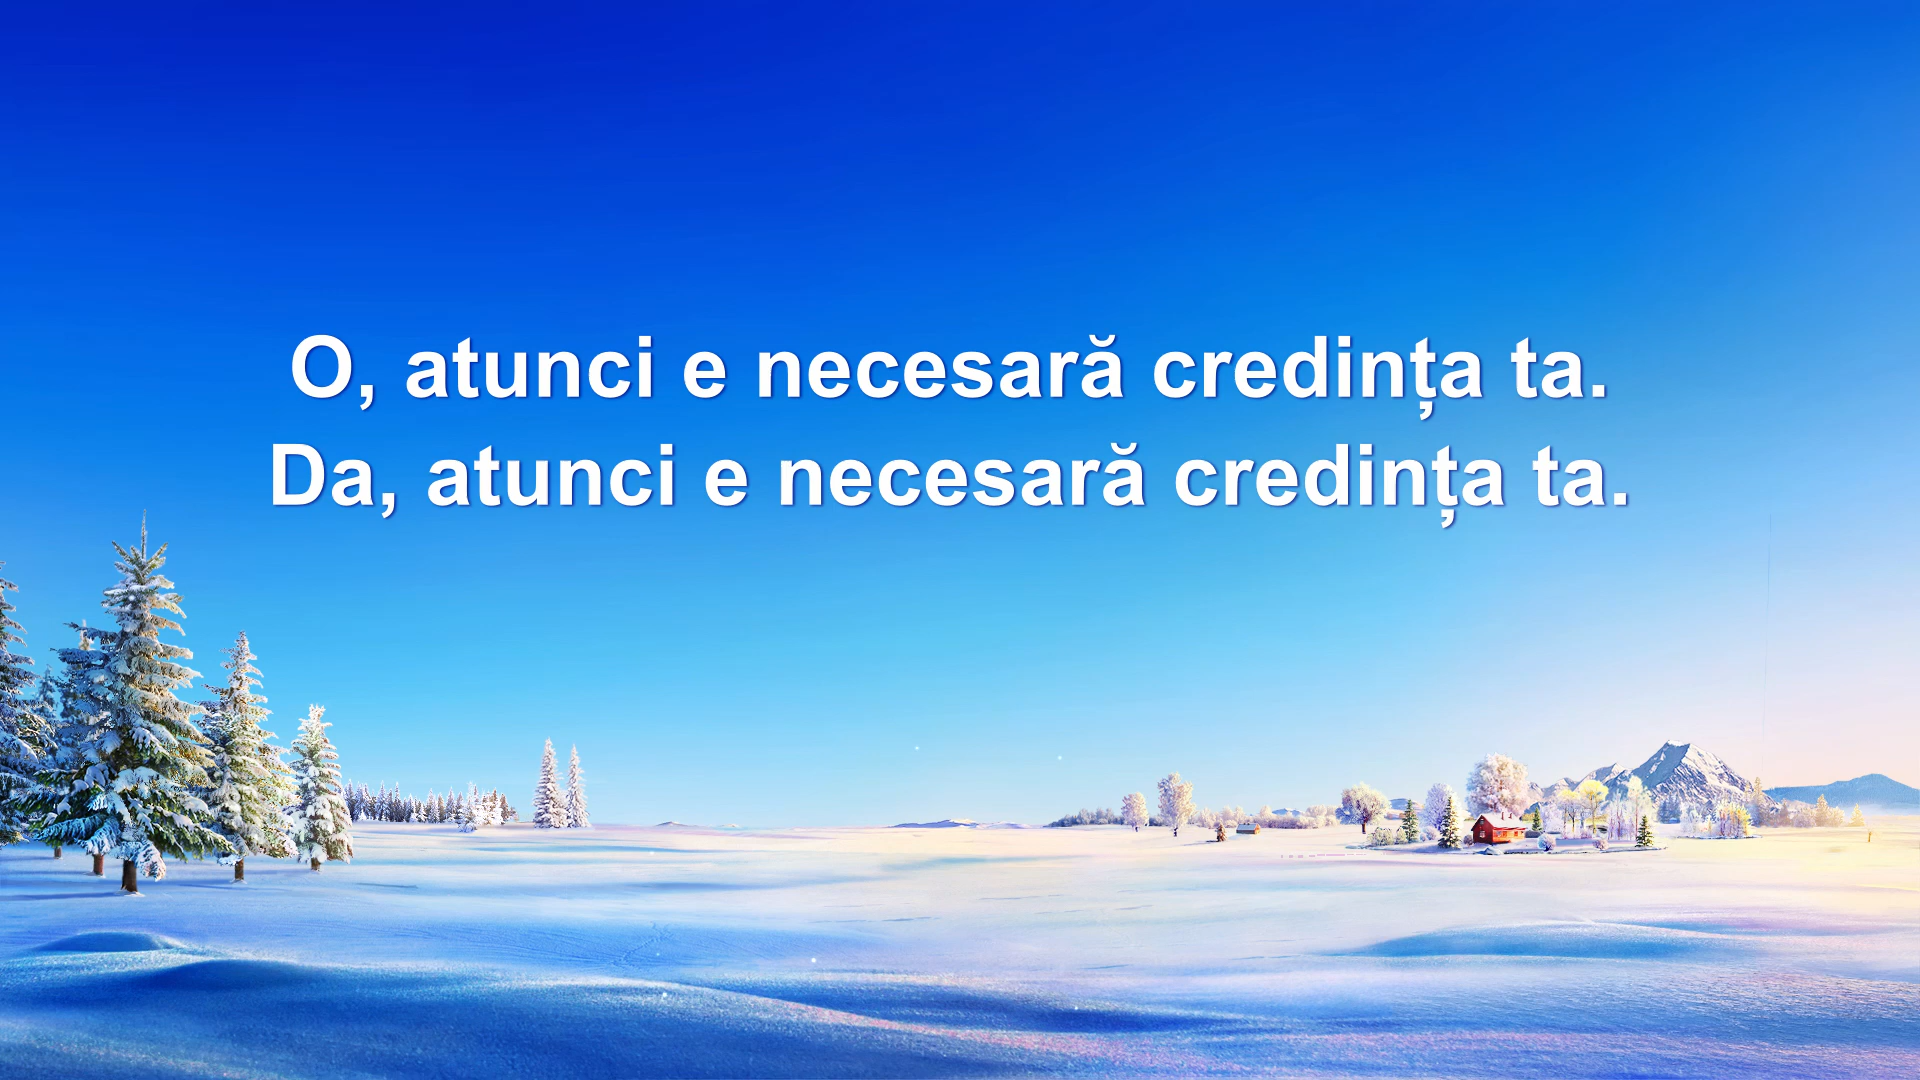 O, atunci e necesară credința ta.
Da, atunci e necesară credința ta.